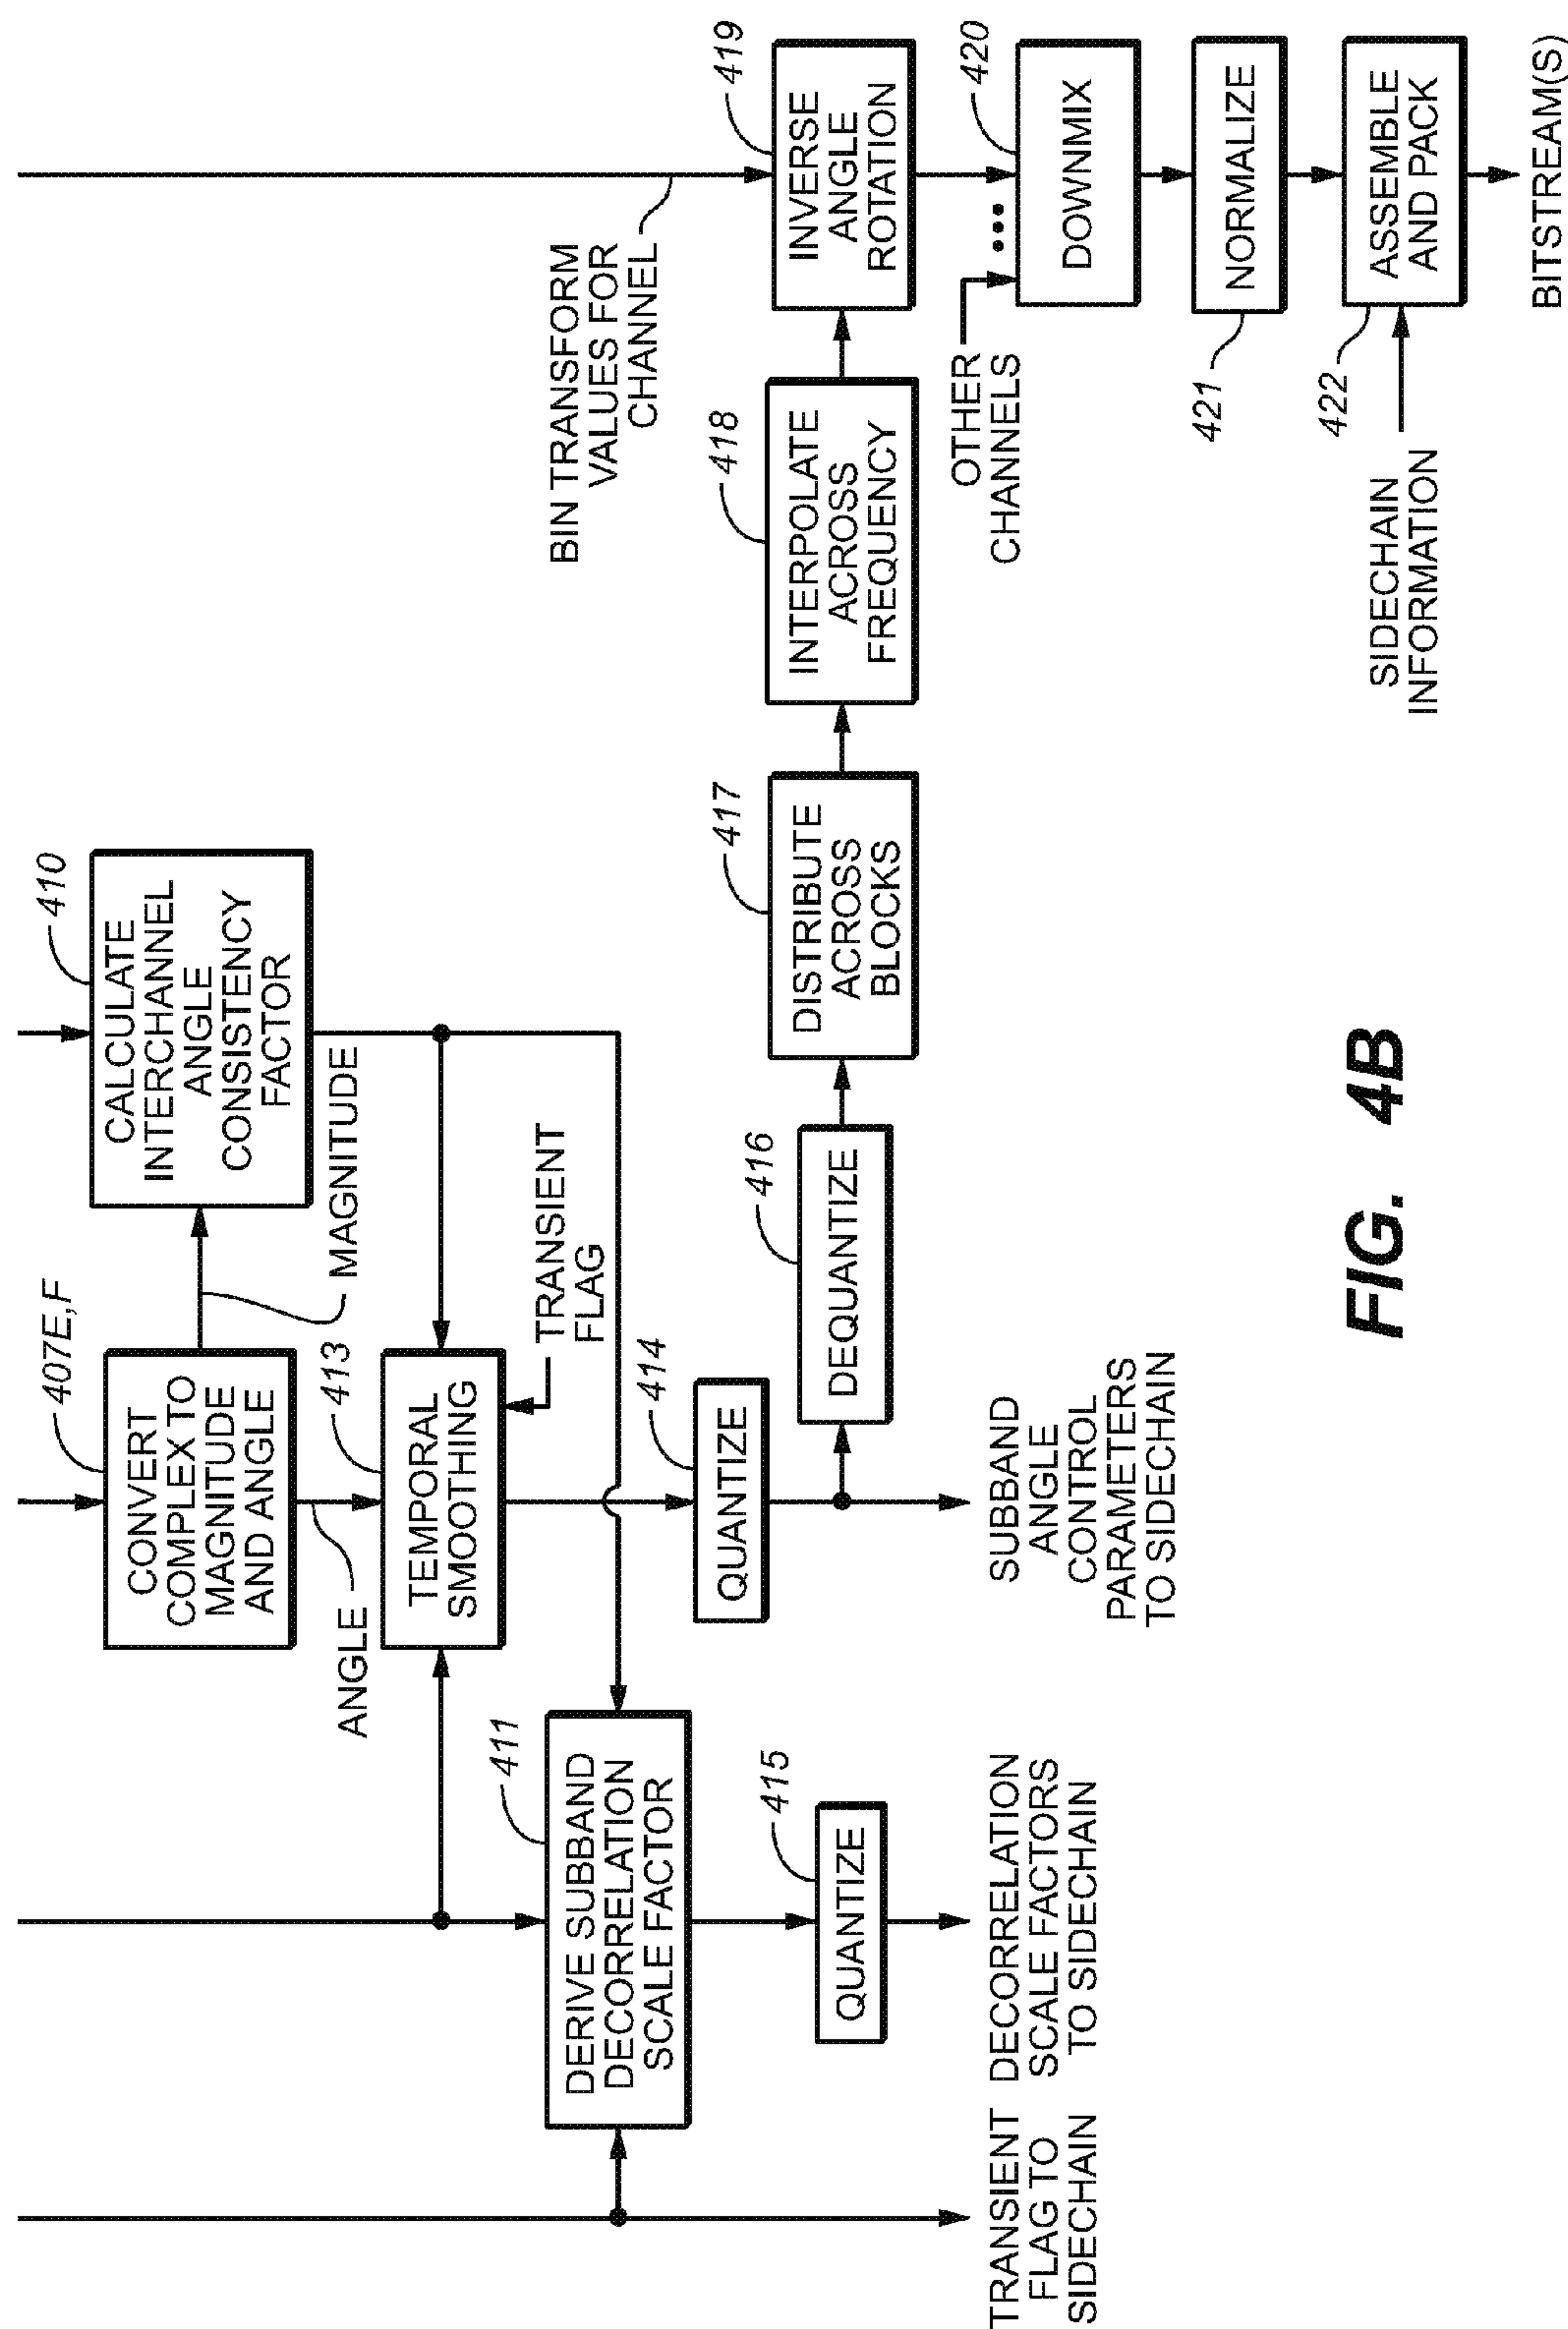 407E,F
CONVERT
COMPLEX TO
MAGNITUDE
AND ANGLE
410
CALCULATE
INTERCHANNEL
ANGLE
CONSISTENCY
FACTOR
MAGNITUDE
ANGLE
413
TEMPORAL
SMOOTHING
TRANSIENT
FLAG
411
DERIVE SUBBAND
DECORRELATION
SCALE FACTOR
414
QUANTIZE
415
QUANTIZE
416
DEQUANTIZE
417
DISTRIBUTE
ACROSS
BLOCKS
418
INTERPOLATE
ACROSS
FREQUENCY
BIN TRANSFORM
VALUES FOR
CHANNEL
419
INVERSE
ANGLE
ROTATION
OTHER
CHANNELS
420
DOWNMIX
421
NORMALIZE
422
ASSEMBLE
AND PACK
SIDECHAIN
INFORMATION
BITSTREAM(S)
TRANSIENT
FLAG TO
SIDECHAIN
DECORRELATION
SCALE FACTORS
TO SIDECHAIN
SUBBAND
ANGLE
CONTROL
PARAMETERS
TO SIDECHAIN
FIG. 4B